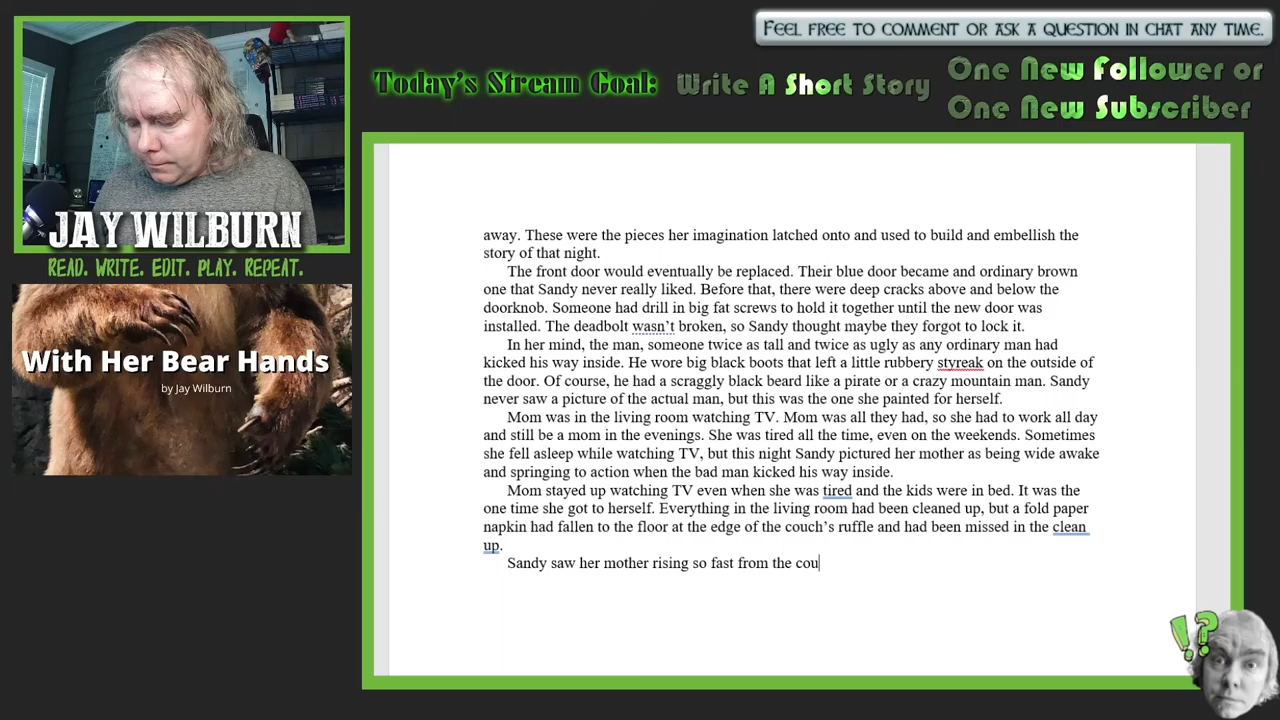 FEEL FREE TO COMMENT OR ASK A QUESTION IN CHAT ANY TIME.
Today's Stream Goal:
Write A Short Story
One New Follower or
One New Subscriber
JAY WILBURN
READ. WRITE. EDIT. PLAY. REPEAT.
With Her Bear Hands
by Jay Wilburn
away. These were the pieces her imagination latched onto and used to build and embellish the
story of that night.
The front door would eventually be replaced. Their blue door became and ordinary brown
one that Sandy never really liked. Before that, there were deep cracks above and below the
doorknob. Someone had drill in big fat screws to hold it together until the new door was
installed. The deadbolt wasn't broken, so Sandy thought maybe they forgot to lock it.
In her mind, the man, someone twice as tall and twice as ugly as any ordinary man had
kicked his way inside. He wore big black boots that left a little rubbery styreak on the outside of
the door. Of course, he had a scraggly black beard like a pirate or a crazy mountain man. Sandy
never saw a picture of the actual man, but this was the one she painted for herself.
Mom was in the living room watching TV. Mom was all they had, so she had to work all day
and still be a mom in the evenings. She was tired all the time, even on the weekends. Sometimes
she fell asleep while watching TV, but this night Sandy pictured her mother as being wide awake
and springing to action when the bad man kicked his way inside.
Mom stayed up watching TV even when she was tired and the kids were in bed. It was the
one time she got to herself. Everything in the living room had been cleaned up, but a fold paper
napkin had fallen to the floor at the edge of the couch's ruffle and had been missed in the clean
up.
Sandy saw her mother rising so fast from the cou
!?